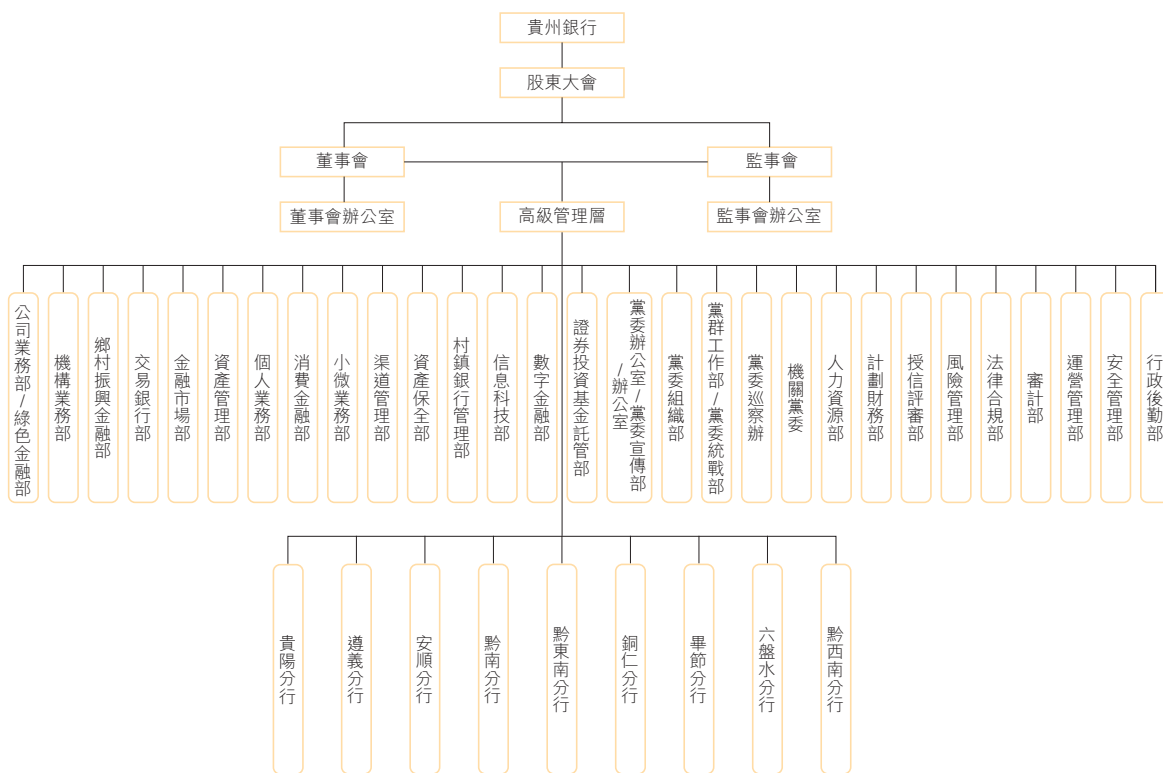 貴州銀行
股東大會
董事會
監事會
董事會辦公室
高級管理層
監事會辦公室
公司業務部/綠色金融部
機構業務部
鄉村振興金融部
交易銀行部
金融市場部
資產管理部
個人業務部
消費金融部
小微業務部
渠道管理部
資產保全部
村鎮銀行管理部
信息科技部
數字金融部
證券投資基金託管部
黨委辦公室/黨委宣傳部
/辦公室
黨委組織部
黨群工作部/黨委統戰部
黨委巡察辦
機關黨委
人力資源部
計劃財務部
授信評審部
風險管理部
法律合規部
審計部
運營管理部
安全管理部
行政後勤部
貴陽分行
遵義分行
安順分行
黔南分行
黔東南分行
銅仁分行
畢節分行
六盤水分行
黔西南分行